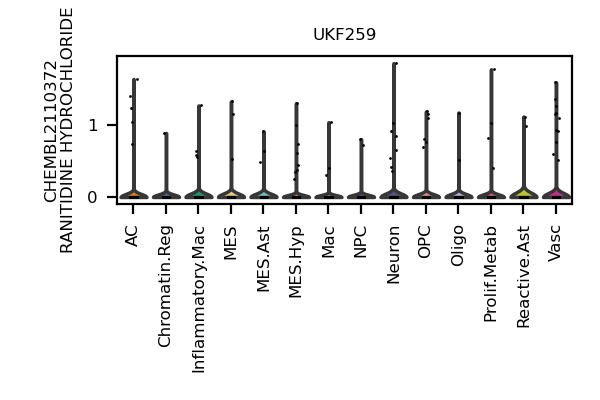 UKF259
CHEMBL2110372
RANITIDINE HYDROCHLORIDE
1
0
AC
Chromatin.Reg
Inflammatory.Mac
MES
MES.Ast
MES.Hyp
Mac
NPC
Neuron
OPC
Oligo
Prolif.Metab
Reactive.Ast
Vasc